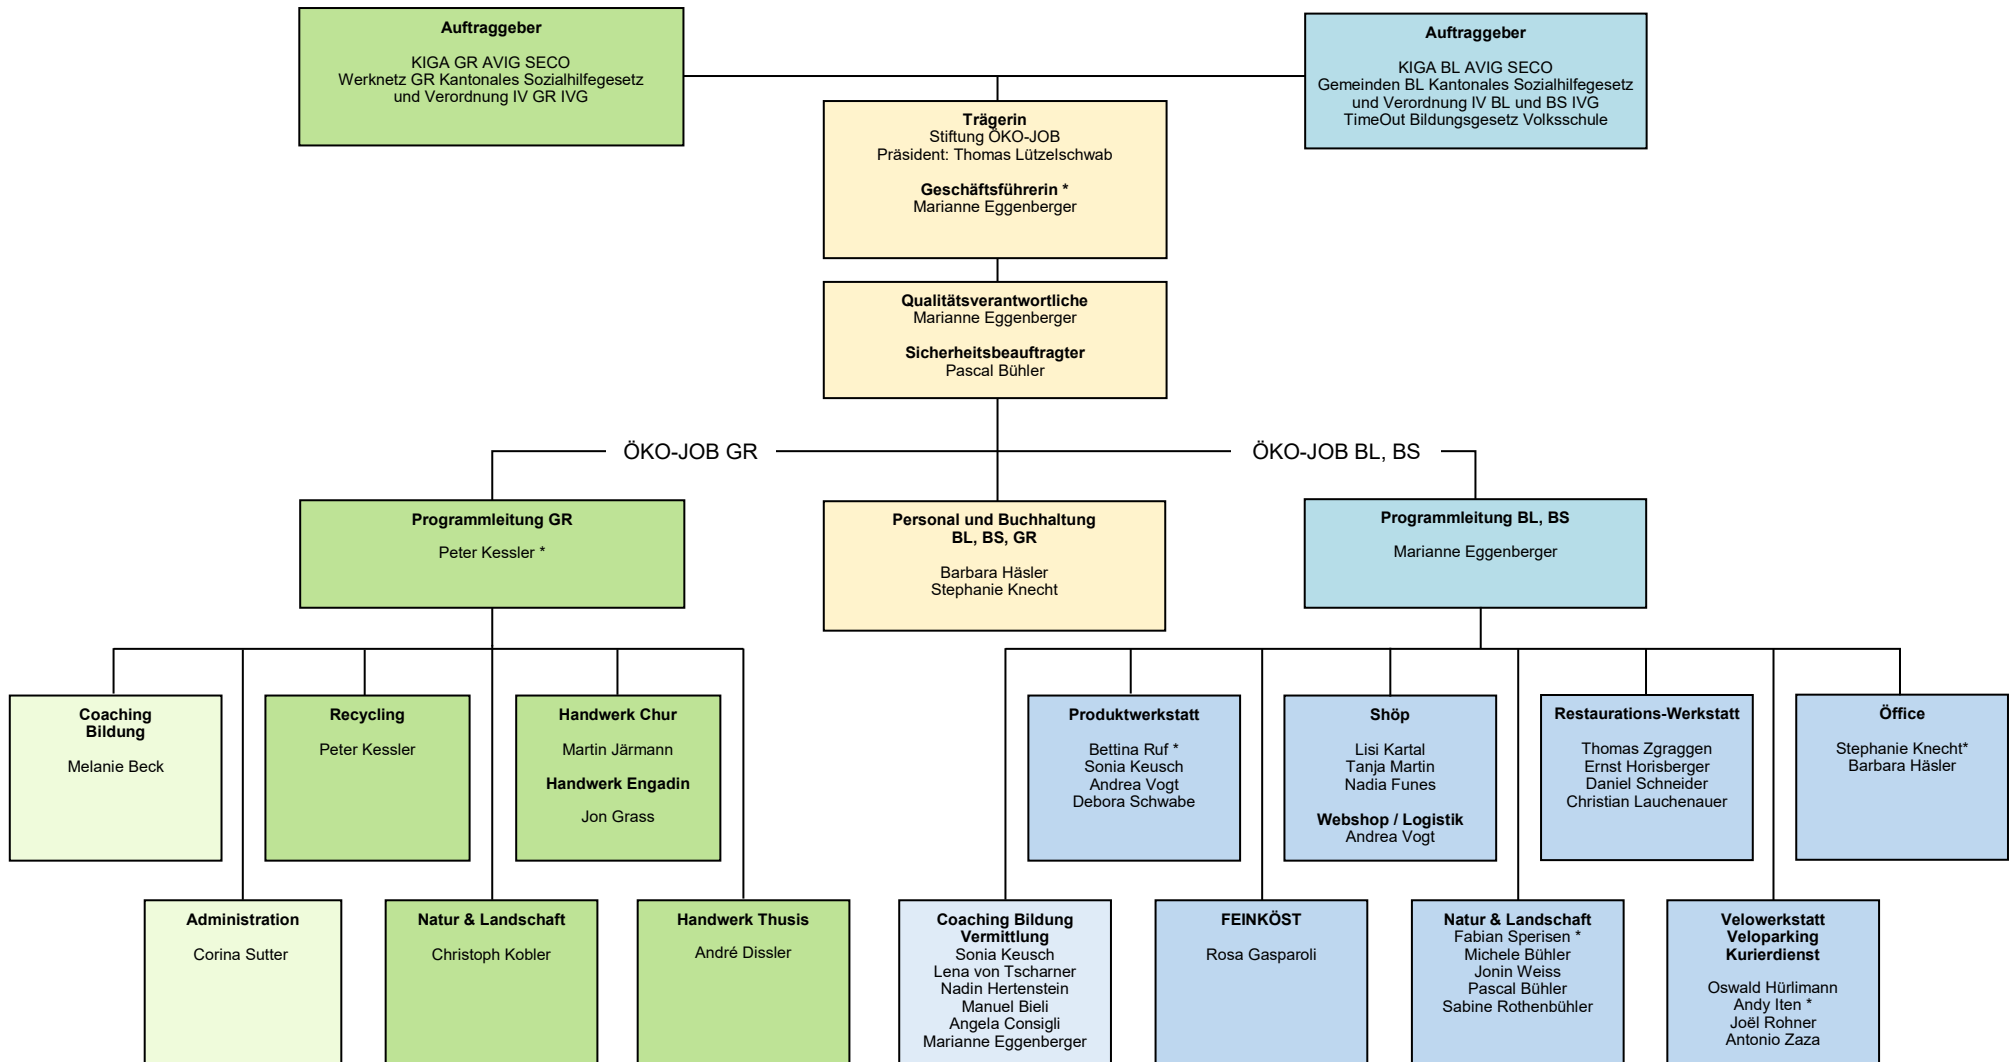 Auftraggeber
KIGA GR AVIG SECO
Werknetz GR Kantonales Sozialhilfegesetz
und Verordnung IV GR IVG
Auftraggeber
KIGA BL AVIG SECO
Gemeinden BL Kantonales Sozialhilfegesetz
und Verordnung IV BL und BS IVG
TimeOut Bildungsgesetz Volksschule
Trägerin
Stiftung ÖKO-JOB
Präsident: Thomas Lützelschwab
Geschäftsführerin *
Marianne Eggenberger
Qualitätsverantwortliche
Marianne Eggenberger
Sicherheitsbeauftragter
Pascal Bühler
ÖKO-JOB GR
ÖKO-JOB BL, BS
Programmleitung GR
Peter Kessler *
Personal und Buchhaltung
BL, BS, GR
Barbara Häsler
Stephanie Knecht
Programmleitung BL, BS
Marianne Eggenberger
Coaching
Bildung
Melanie Beck
Recycling
Peter Kessler
Handwerk Chur
Martin Järmann
Handwerk Engadin
Jon Grass
Produktwerkstatt
Bettina Ruf *
Sonia Keusch
Andrea Vogt
Debora Schwabe
Shöp
Lisi Kartal
Tanja Martin
Nadia Funes
Webshop / Logistik
Andrea Vogt
Restaurations-Werkstatt
Thomas Zgraggen
Ernst Horisberger
Daniel Schneider
Christian Lauchenauer
Öffice
Stephanie Knecht*
Barbara Häsler
Administration
Corina Sutter
Natur & Landschaft
Christoph Kobler
Handwerk Thusis
André Dissler
Coaching Bildung
Vermittlung
Sonia Keusch
Lena von Tscharner
Nadin Hertenstein
Manuel Bieli
Angela Consigli
Marianne Eggenberger
FEINKÖST
Rosa Gasparoli
Natur & Landschaft
Fabian Sperisen *
Michele Bühler
Jonin Weiss
Pascal Bühler
Sabine Rothenbühler
Velowerkstatt
Veloparking
Kurierdienst
Oswald Hürlimann
Andy Iten *
Joël Rohner
Antonio Zaza